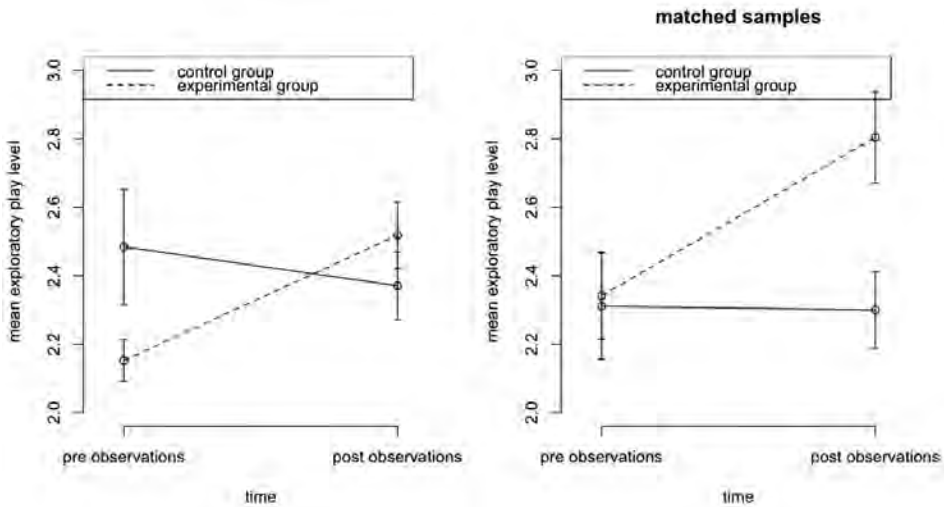 matched samples
control group
experimental group
mean exploratory play level
3.0
2.8
2.6
2.4
2.2
2.0
pre observations
post observations
time
control group
experimental group
mean exploratory play level
3.0
2.8
2.6
2.4
2.2
2.0
pre observations
post observations
time